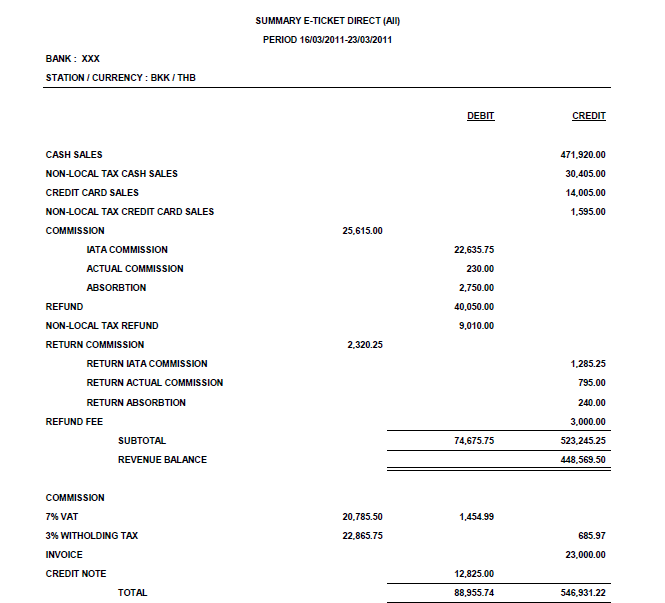 SUMMARY E-TICKET DIRECT (All)
PERIOD 16/03/2011-23/03/2011
BANK : XXX
STATION / CURRENCY : BKK / THB
DEBIT CREDIT
CASH SALES 471,920.00
NON-LOCAL TAX CASH SALES 30,405.00
CREDIT CARD SALES 14,005.00
NON-LOCAL TAX CREDIT CARD SALES 1,595.00
COMMISSION 25,615.00
IATA COMMISSION 22,635.75
ACTUAL COMMISSION 230.00
ABSORBTION 2,750.00
REFUND 40,050.00
NON-LOCAL TAX REFUND 9,010.00
RETURN COMMISSION 2,320.25
RETURN IATA COMMISSION 1,285.25
RETURN ACTUAL COMMISSION 795.00
RETURN ABSORBTION 240.00
REFUND FEE 3,000.00
SUBTOTAL 74,675.75 523,245.25
REVENUE BALANCE 448,569.50
COMMISSION
7% VAT 20,785.50 1,454.99
3% WITHOLDING TAX 22,865.75 685.97
INVOICE 23,000.00
CREDIT NOTE 12,825.00
TOTAL 88,955.74 546,931.22